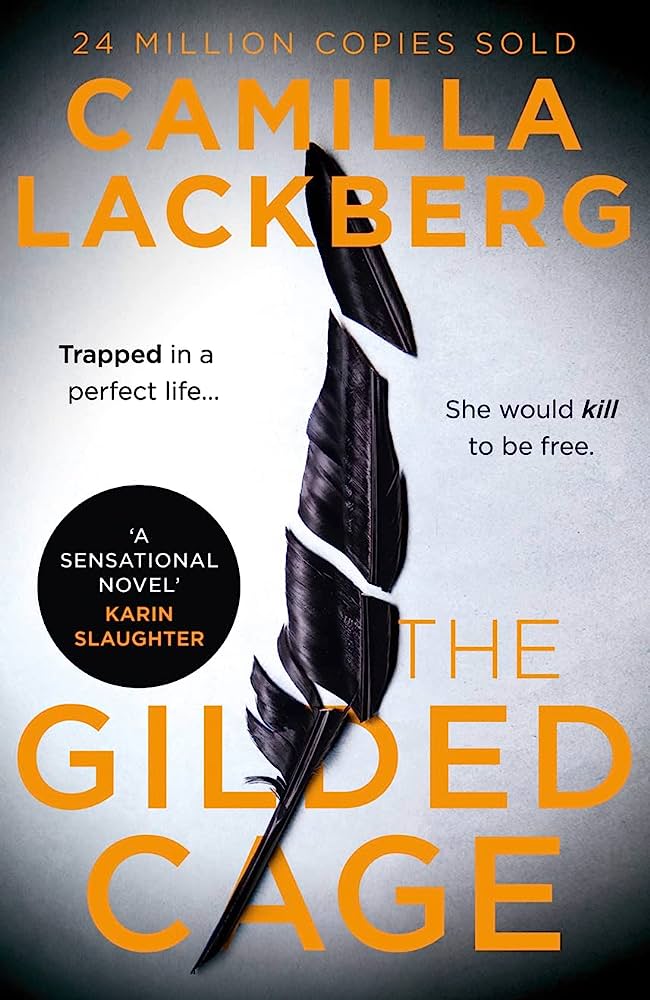 24 MILLION COPIES SOLD
CAMILLA
LACKBERG
Trapped in a
perfect life...
She would kill
to be free.
‘A
SENSATIONAL
NOVEL’
KARIN
SLAUGHTER
THE
GILDED
CAGE